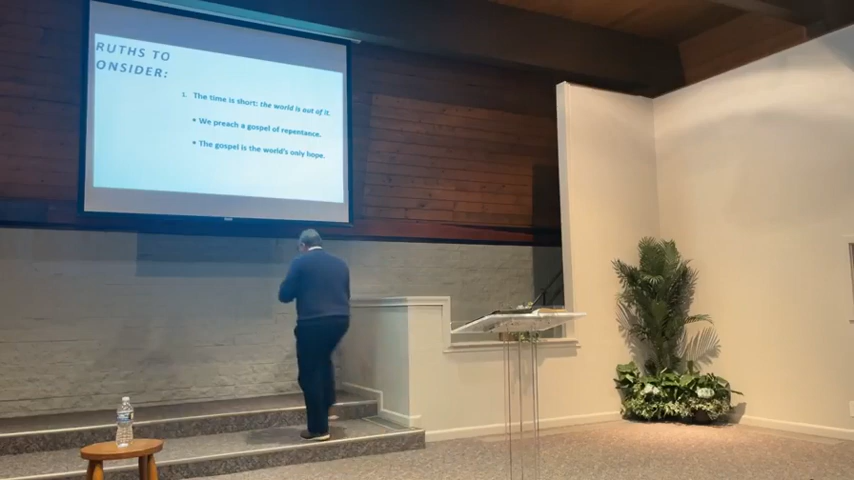 RUTHS TO
ONSIDER:
1. The time is short: the world is out of it.
• We preach a gospel of repentance.
• The gospel is the world's only hope.